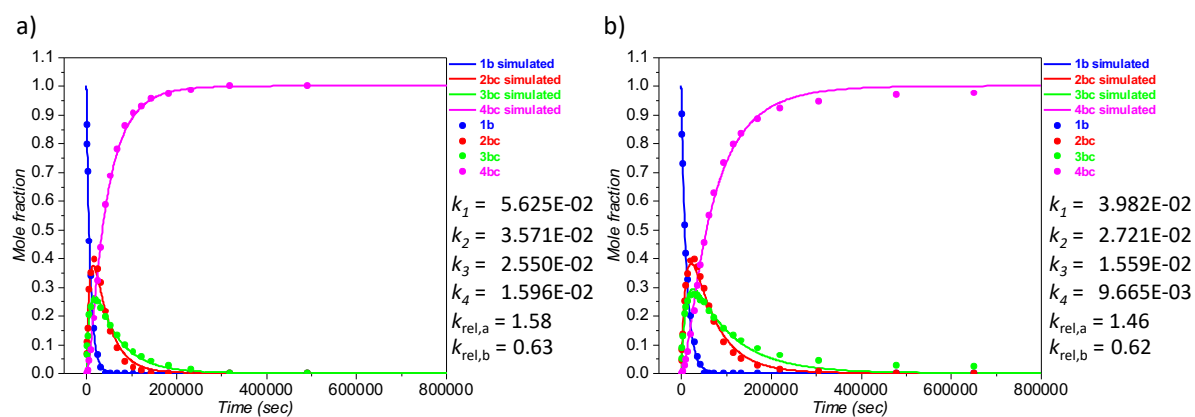 a)
1.1
1.0
0.9
0.8
0.7
0.6
0.5
0.4
0.3
0.2
0.1
0.0
Mole fraction
0
200000
400000
600000
800000
Time (sec)
1b simulated
2bc simulated
3bc simulated
4bc simulated
1b
2bc
3bc
4bc
k1 = 5.625E-02
k2 = 3.571E-02
k3 = 2.550E-02
k4 = 1.596E-02
krel,a = 1.58
krel,b = 0.63
b)
1.1
1.0
0.9
0.8
0.7
0.6
0.5
0.4
0.3
0.2
0.1
0.0
Mole fraction
0
200000
400000
600000
800000
Time (sec)
1b simulated
2bc simulated
3bc simulated
4bc simulated
1b
2bc
3bc
4bc
k1 = 3.982E-02
k2 = 2.721E-02
k3 = 1.559E-02
k4 = 9.665E-03
krel,a = 1.46
krel,b = 0.62